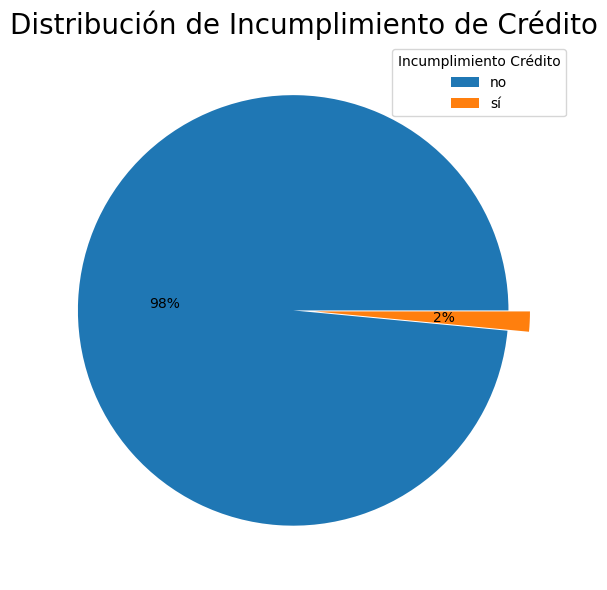 Distribución de Incumplimiento de Crédito
Incumplimiento Crédito
no
sí
98%
2%